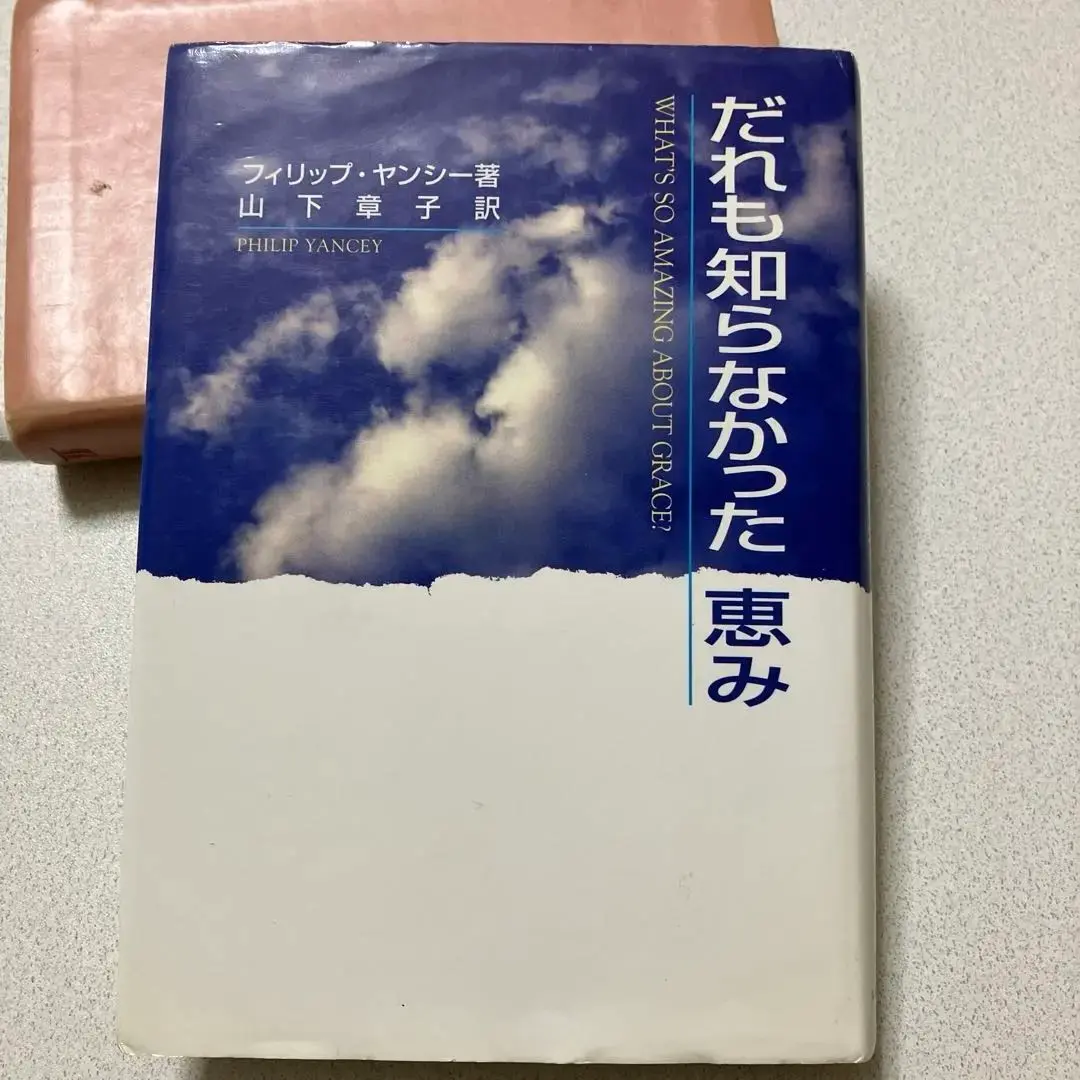 だれも知らなかった恵み
WHAT'S SO AMAZING ABOUT GRACE?
フィリップ・ヤンシー著
山下章子訳
PHILIP YANCEY